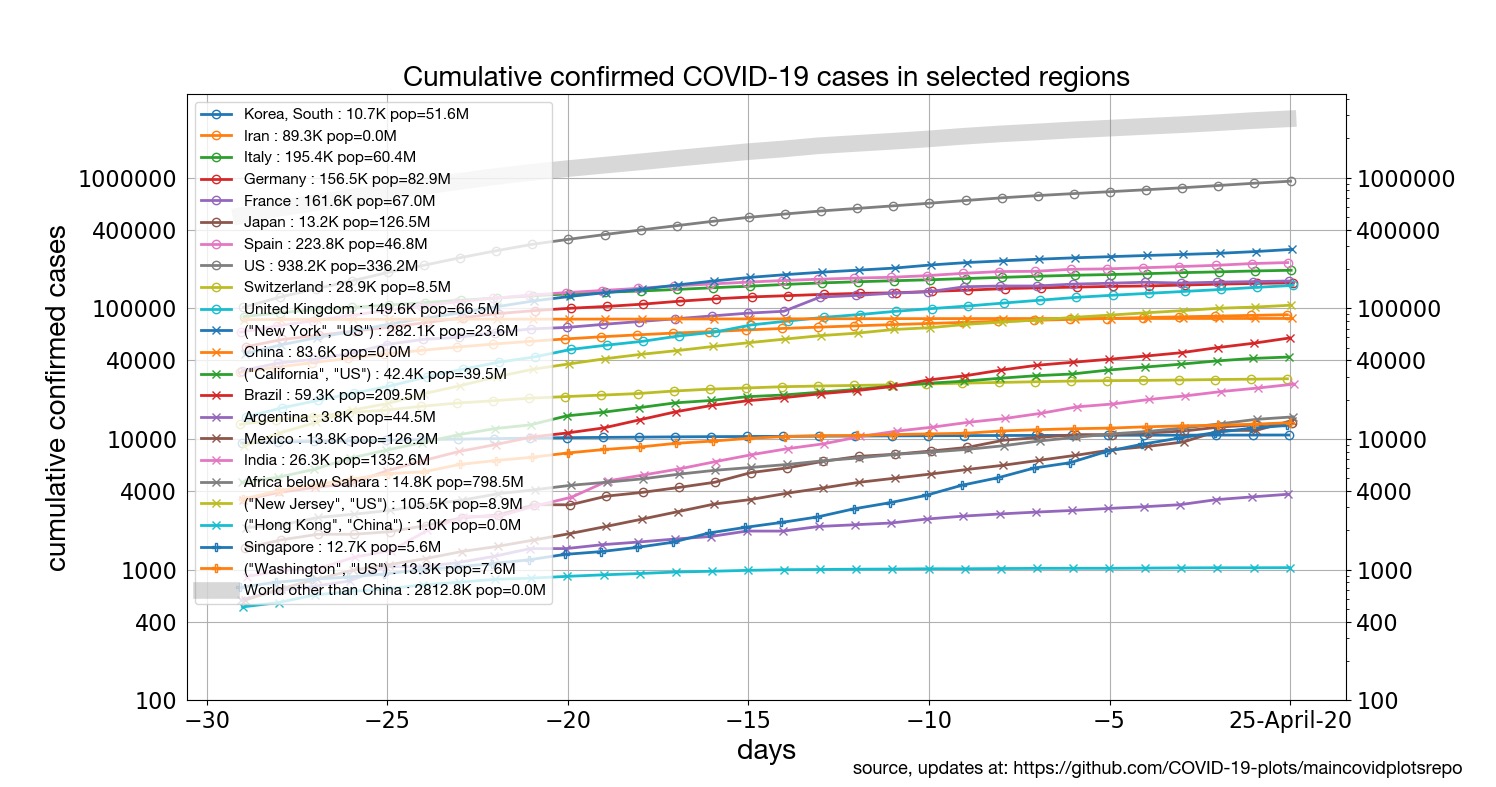 Cumulative confirmed COVID-19 cases in selected regions
Korea, South : 10.7K pop=51.6M
Iran : 89.3K pop=0.0M
Italy : 195.4K pop=60.4M
Germany : 156.5K pop=82.9M
France : 161.6K pop=67.0M
Japan : 13.2K pop=126.5M
Spain : 223.8K pop=46.8M
US : 938.2K pop=336.2M
Switzerland : 28.9K pop=8.5M
United Kingdom : 149.6K pop=66.5M
("New York", "US") : 282.1K pop=23.6M
China : 83.6K pop=0.0M
("California", "US") : 42.4K pop=39.5M
Brazil : 59.3K pop=209.5M
Argentina : 3.8K pop=44.5M
Mexico : 13.8K pop=126.2M
India : 26.3K pop=1352.6M
Africa below Sahara : 14.8K pop=798.5M
("New Jersey", "US") : 105.5K pop=8.9M
("Hong Kong", "China") : 1.0K pop=0.0M
Singapore : 12.7K pop=5.6M
("Washington", "US") : 13.3K pop=7.6M
World other than China : 2812.8K pop=0.0M
cumulative confirmed cases
1000000
400000
100000
40000
10000
4000
1000
400
100
1000000
400000
100000
40000
10000
4000
1000
400
100
−30
−25
−20
−15
−10
−5
25-April-20
days
source, updates at: https://github.com/COVID-19-plots/maincovidplotsrepo